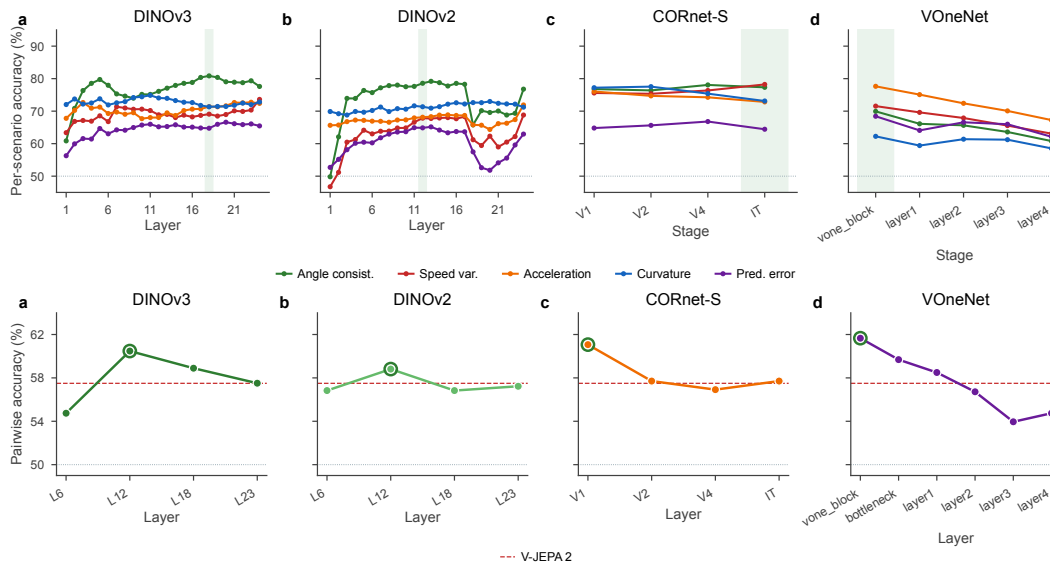 a DINOv3
b DINOv2
c CORnet-S
d VOneNet
Per-scenario accuracy (%)
90
80
70
60
50
1 6 11 16 21
Layer
1 6 11 16 21
Layer
V1 V2 V4 IT
Stage
vone_block layer1 layer2 layer3 layer4
Stage
Angle consist. Speed var. Acceleration Curvature Pred. error
a DINOv3
b DINOv2
c CORnet-S
d VOneNet
Pairwise accuracy (%)
62
58
54
50
L6 L12 L18 L23
Layer
L6 L12 L18 L23
Layer
V1 V2 V4 IT
Layer
vone_block bottleneck layer1 layer2 layer3 layer4
Layer
V-JEPA 2